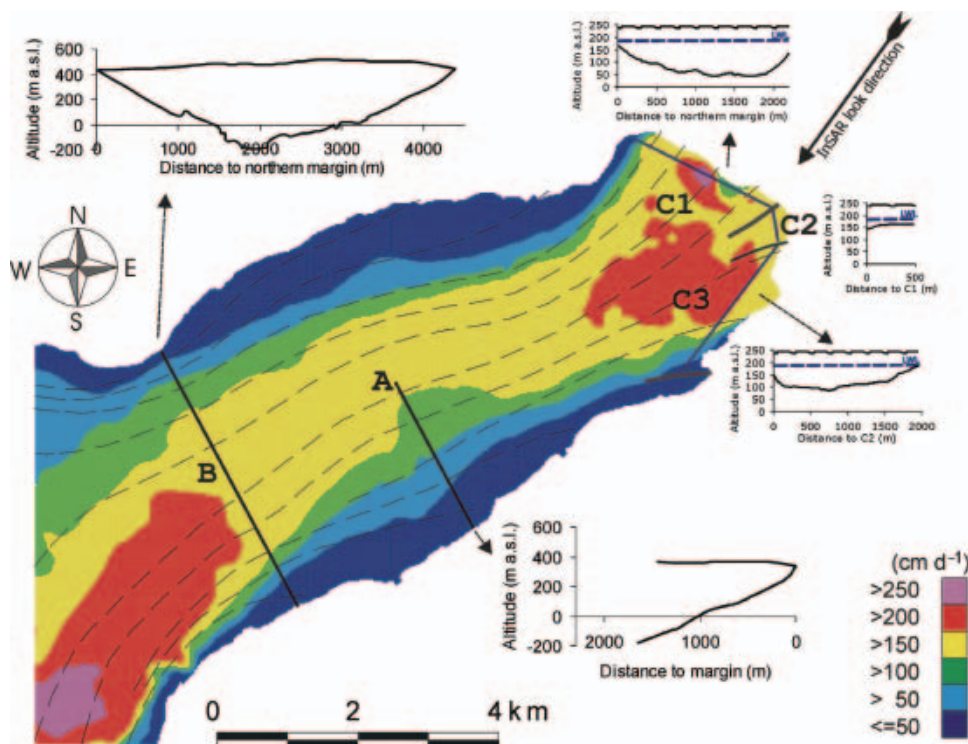 600
400
200
0
-200
Altitude (m a.s.l.)
0 1000 2000 3000 4000
Distance to northern margin (m)
250
200
150
100
50
0
Altitude (m a.s.l.)
LWL
0 500 1000 1500 2000
Distance to northern margin (m)
InSAR look direction
N
W E
S
C1
C2
C3
250
200
150
100
50
0
Altitude (m a.s.l.)
LWL
0 500
Distance to C1 (m)
250
200
150
100
50
0
Altitude (m a.s.l.)
LWL
0 500 1000 1500 2000
Distance to C2 (m)
A
B
600
400
200
0
-200
Altitude (m a.s.l.)
2000 1000 0
Distance to margin (m)
(cm d⁻¹)
>250
>200
>150
>100
> 50
<=50
0 2 4 km